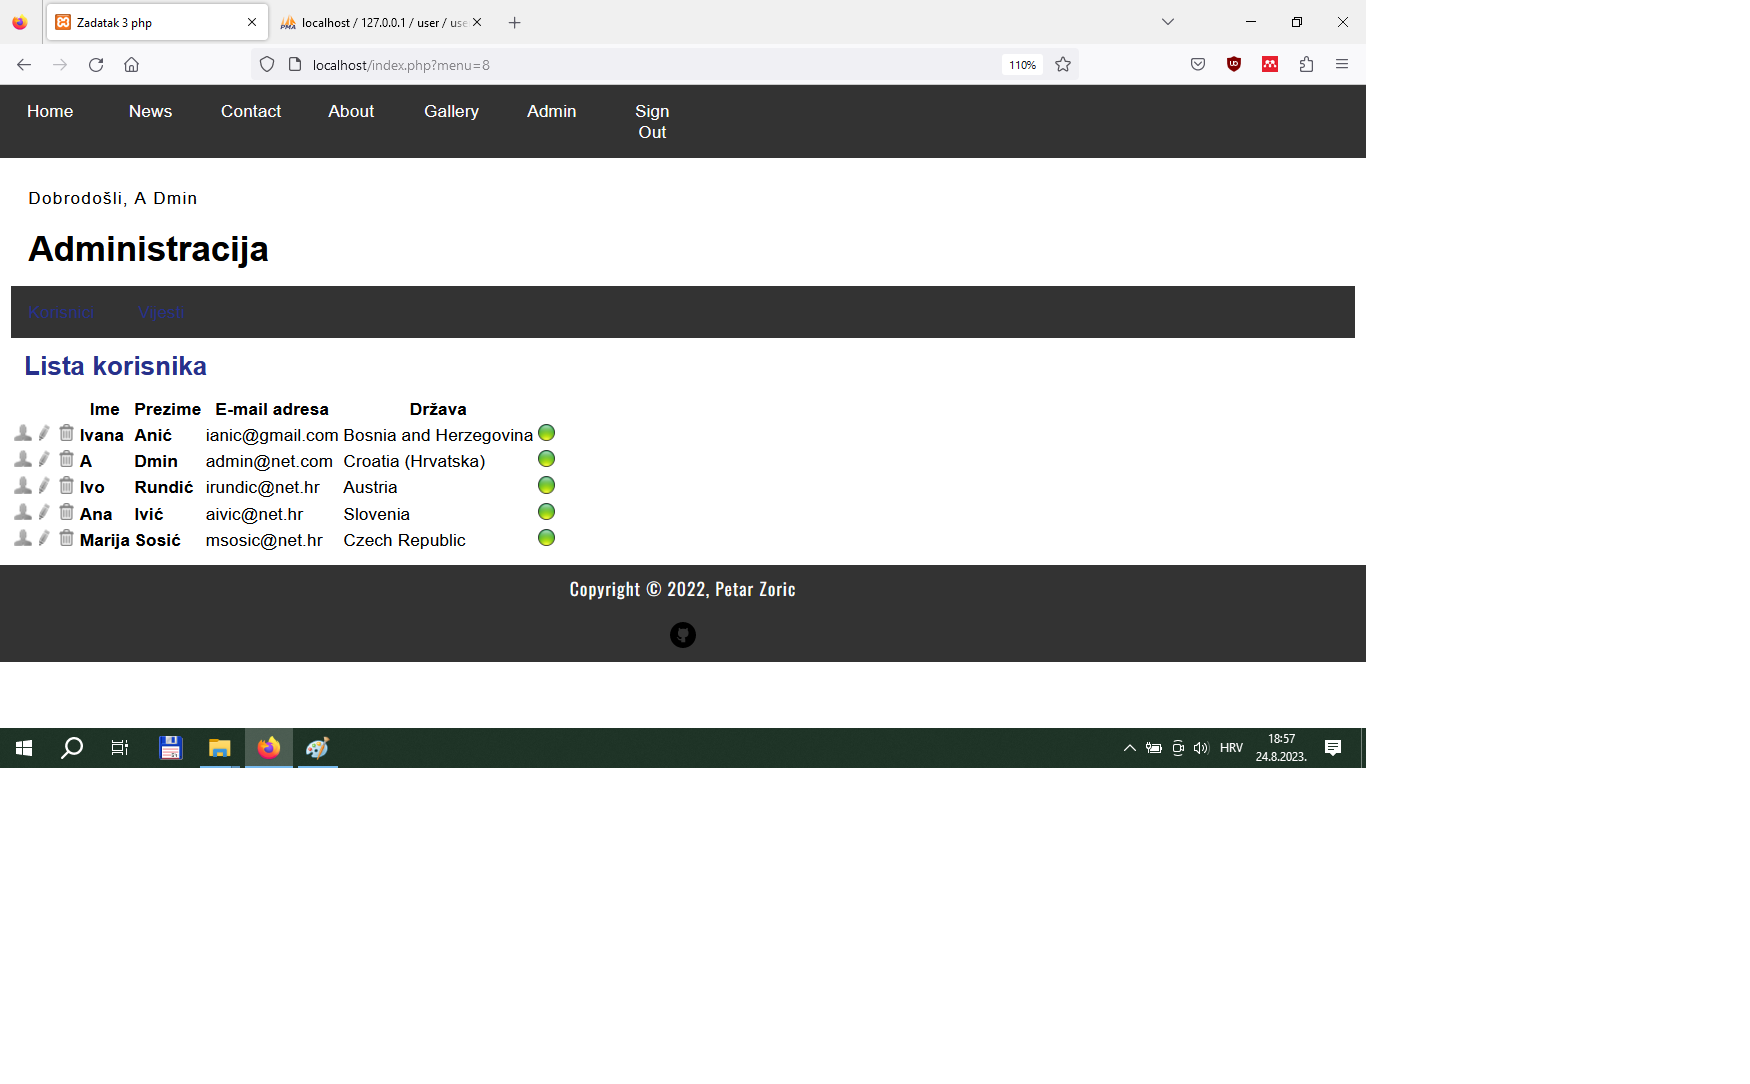 Zadatak 3 php
localhost / 127.0.0.1 / user / use
localhost/index.php?menu=8
110%
Home News Contact About Gallery Admin Sign Out
Dobrodošli, A Dmin
Administracija
Korisnici Vijesti
Lista korisnika
Ime Prezime E-mail adresa Država
Ivana Anić ianic@gmail.com Bosnia and Herzegovina
A Dmin admin@net.com Croatia (Hrvatska)
Ivo Rundić irundic@net.hr Austria
Ana Ivić aivic@net.hr Slovenia
Marija Sosić msosic@net.hr Czech Republic
Copyright © 2022, Petar Zoric
HRV
18:57
24.8.2023.